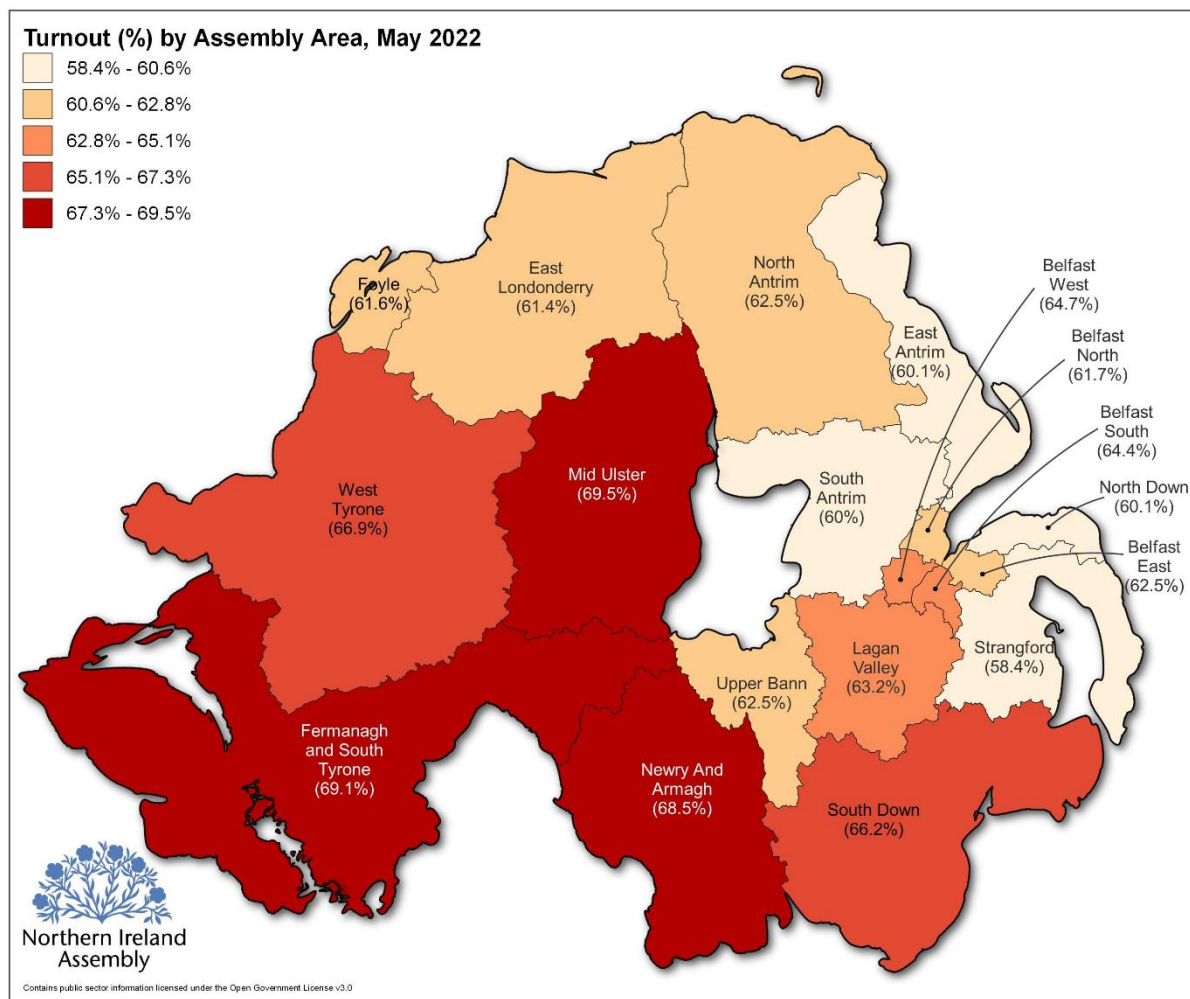 Turnout (%) by Assembly Area, May 2022
58.4% - 60.6%
60.6% - 62.8%
62.8% - 65.1%
65.1% - 67.3%
67.3% - 69.5%
Foyle
(61.6%)
East
Londonderry
(61.4%)
North
Antrim
(62.5%)
East
Antrim
(60.1%)
Belfast
West
(64.7%)
Belfast
North
(61.7%)
Belfast
South
(64.4%)
North Down
(60.1%)
Belfast
East
(62.5%)
West
Tyrone
(66.9%)
Mid Ulster
(69.5%)
South
Antrim
(60%)
Lagan
Valley
(63.2%)
Strangford
(58.4%)
Upper Bann
(62.5%)
Fermanagh
and South
Tyrone
(69.1%)
Newry And
Armagh
(68.5%)
South Down
(66.2%)
Northern Ireland
Assembly
Contains public sector information licensed under the Open Government License v3.0